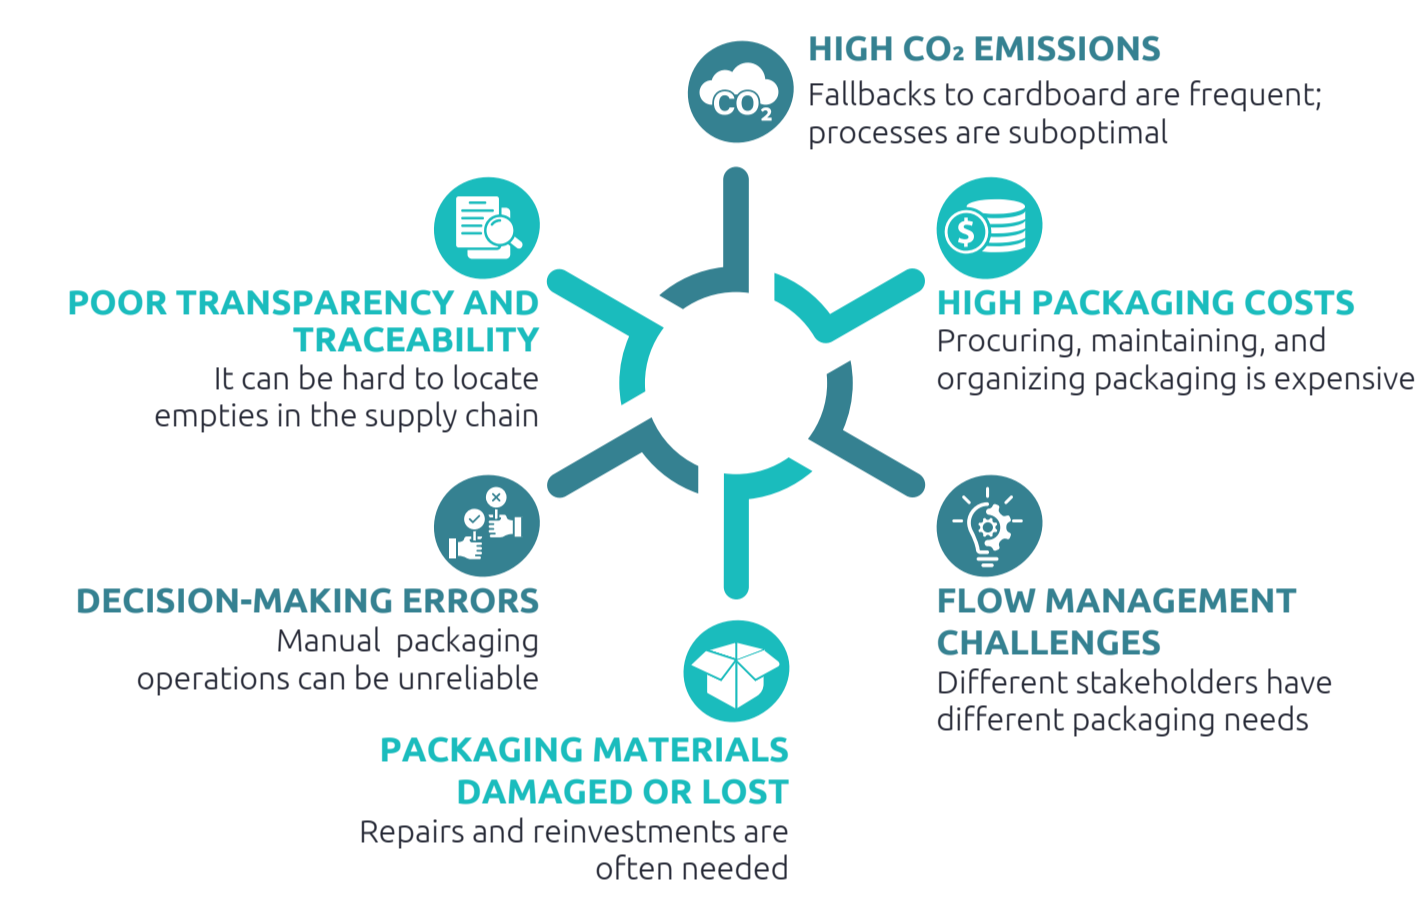 HIGH CO₂ EMISSIONS
Fallbacks to cardboard are frequent;
processes are suboptimal
CO₂
$
HIGH PACKAGING COSTS
Procuring, maintaining, and
organizing packaging is expensive
FLOW MANAGEMENT
CHALLENGES
Different stakeholders have
different packaging needs
PACKAGING MATERIALS
DAMAGED OR LOST
Repairs and reinvestments are
often needed
DECISION-MAKING ERRORS
Manual  packaging
operations can be unreliable
POOR TRANSPARENCY AND
TRACEABILITY
It can be hard to locate
empties in the supply chain